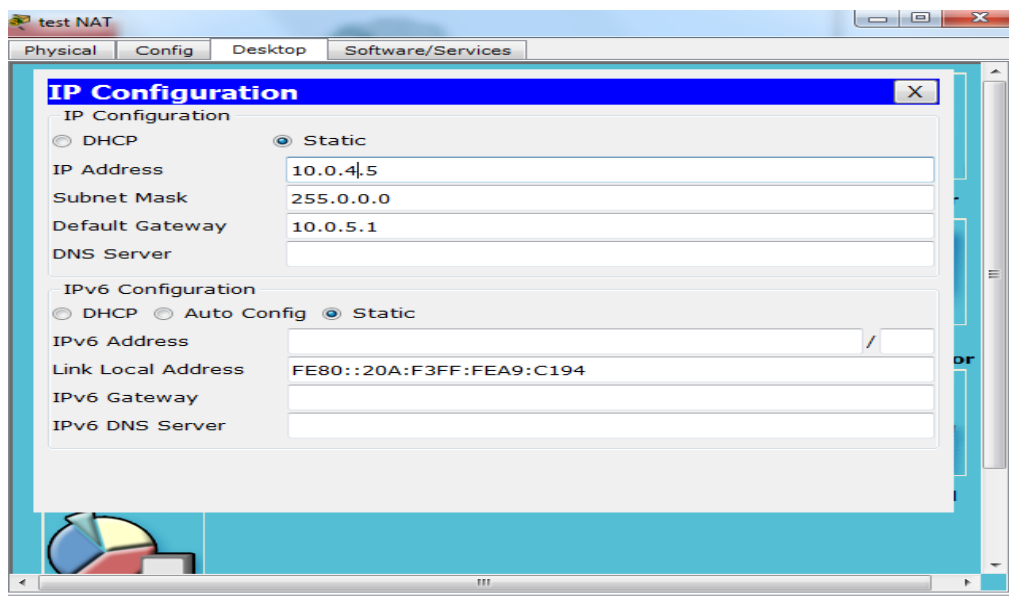 test NAT
Physical Config Desktop Software/Services
IP Configuration X
IP Configuration
DHCP Static
IP Address 10.0.4.5
Subnet Mask 255.0.0.0
Default Gateway 10.0.5.1
DNS Server
IPv6 Configuration
DHCP Auto Config Static
IPv6 Address /
Link Local Address FE80::20A:F3FF:FEA9:C194
IPv6 Gateway
IPv6 DNS Server
or